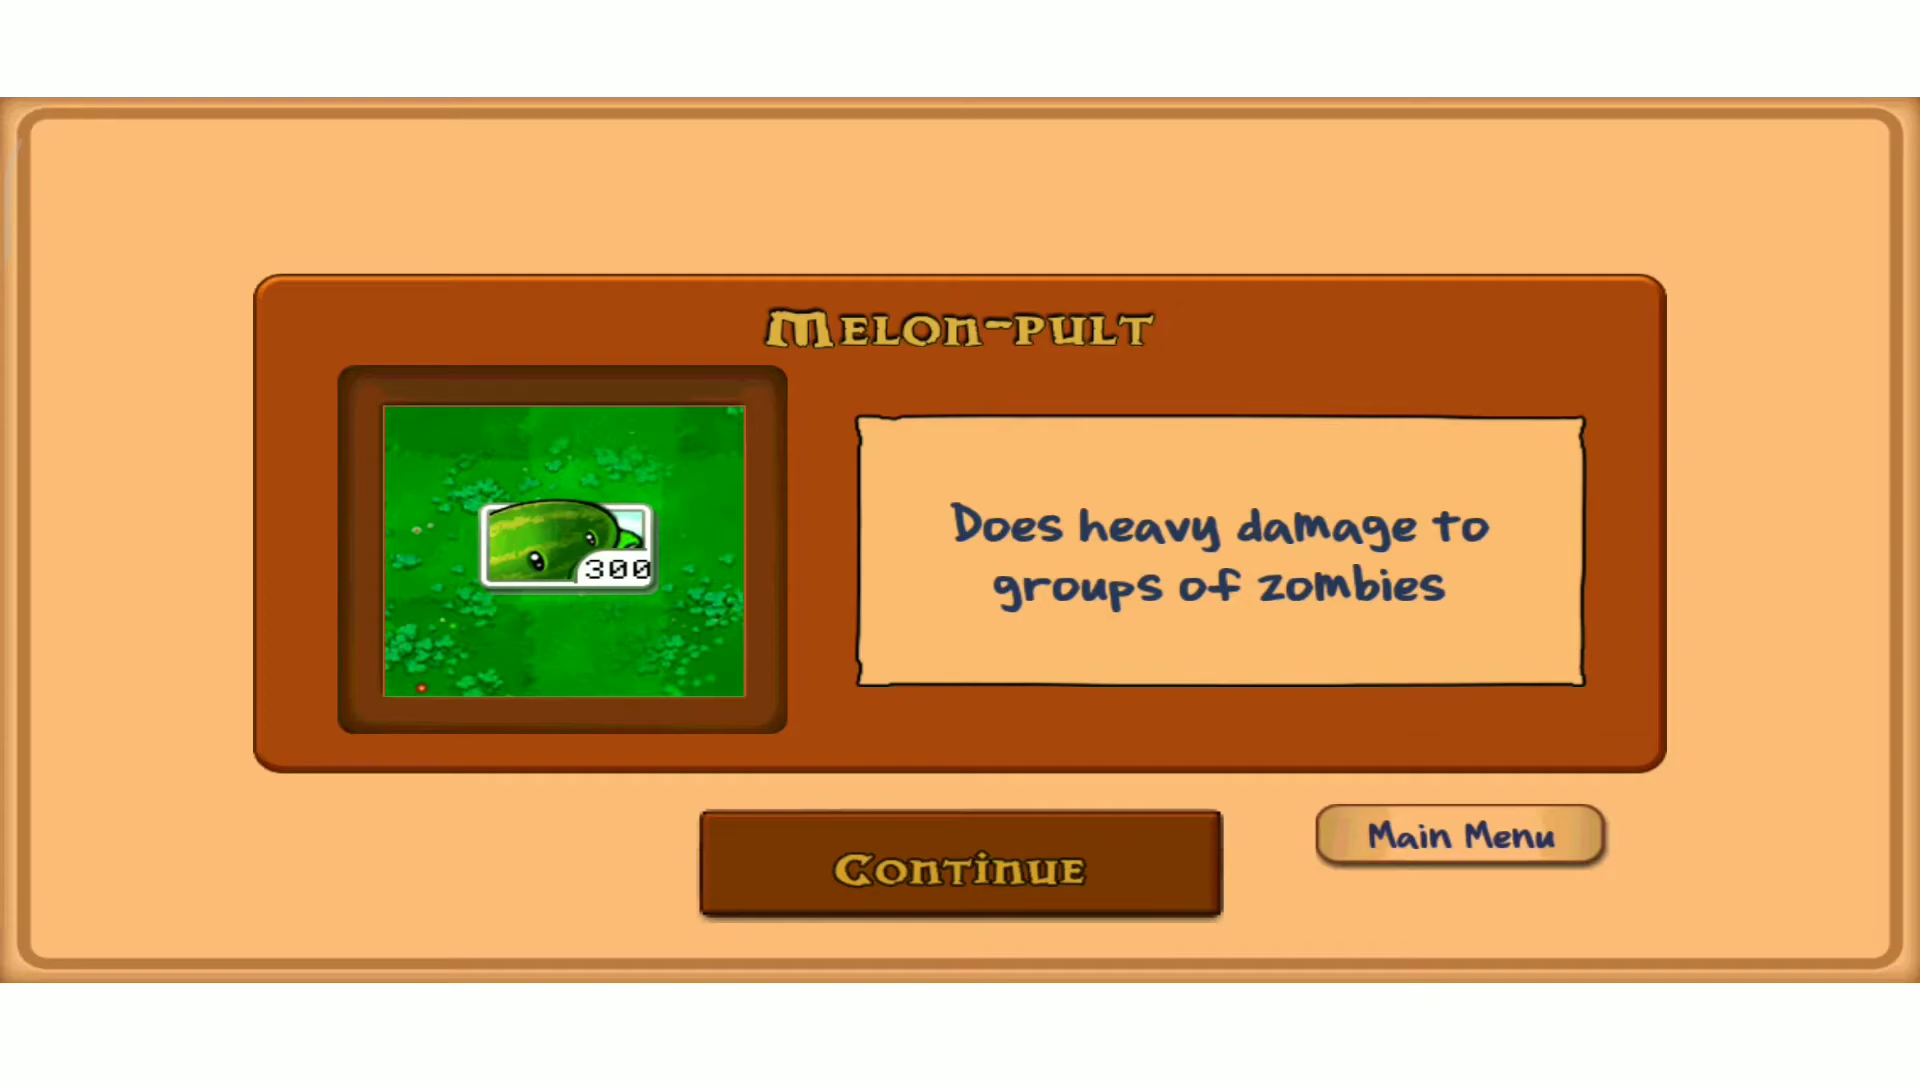 Melon-pult
300
Does heavy damage to
groups of zombies
Continue
Main Menu